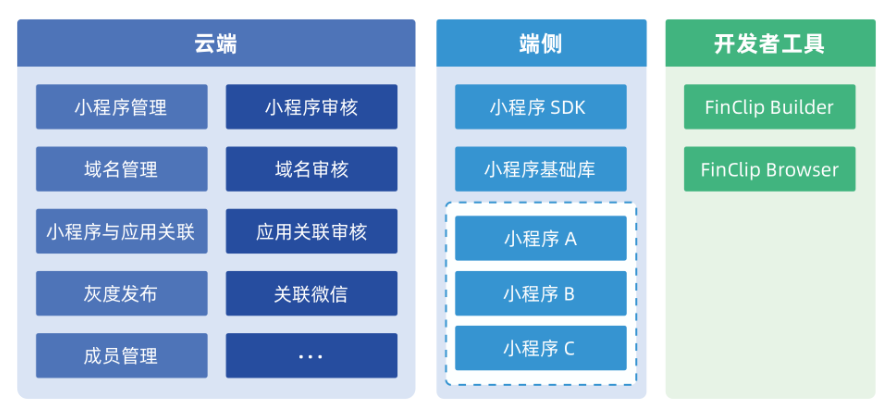 云端
小程序管理
小程序审核
域名管理
域名审核
小程序与应用关联
应用关联审核
灰度发布
关联微信
成员管理
...
端侧
小程序 SDK
小程序基础库
小程序 A
小程序 B
小程序 C
开发者工具
FinClip Builder
FinClip Browser